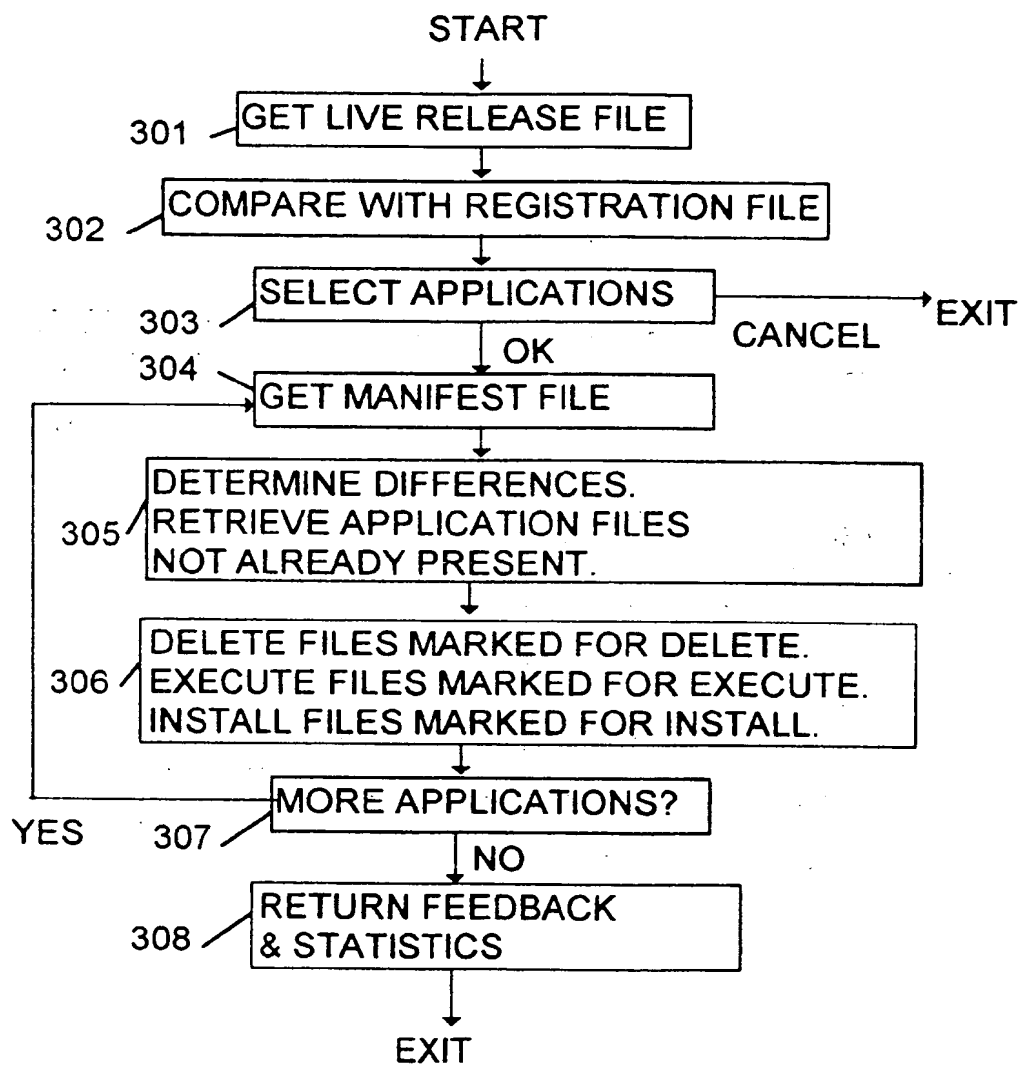 START
301
GET LIVE RELEASE FILE
302
COMPARE WITH REGISTRATION FILE
303
SELECT APPLICATIONS
CANCEL
EXIT
OK
304
GET MANIFEST FILE
305
DETERMINE DIFFERENCES.
RETRIEVE APPLICATION FILES
NOT ALREADY PRESENT.
306
DELETE FILES MARKED FOR DELETE.
EXECUTE FILES MARKED FOR EXECUTE.
INSTALL FILES MARKED FOR INSTALL.
YES
307
MORE APPLICATIONS?
NO
308
RETURN FEEDBACK
& STATISTICS
EXIT